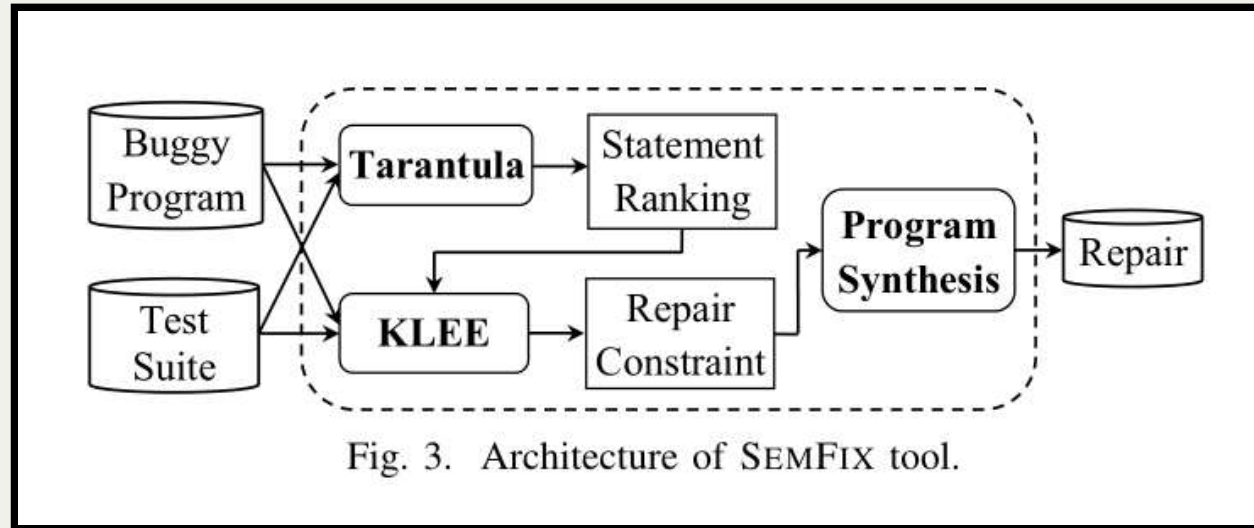 Buggy
Program
Tarantula
Statement
Ranking
Program
Synthesis
Repair
Test
Suite
KLEE
Repair
Constraint
Fig. 3. Architecture of SEMFIX tool.